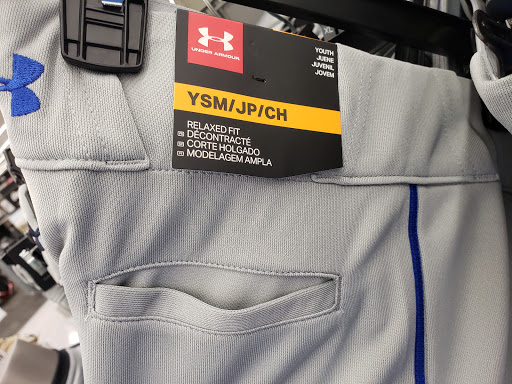 UNDER ARMOUR
YOUTH
JEUNE
JUVENIL
JOVEM
YSM/JP/CH
RELAXED FIT
DÉCONTRACTÉ
CORTE HOLGADO
MODELAGEM AMPLA